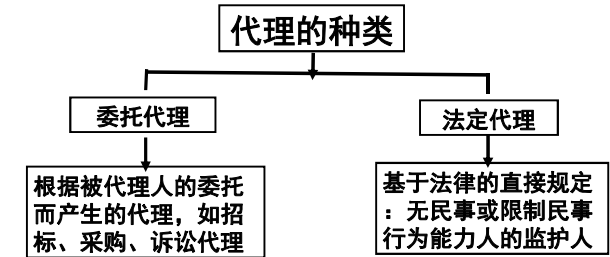 代理的种类
委托代理
法定代理
根据被代理人的委托
而产生的代理，如招
标、采购、诉讼代理
基于法律的直接规定
：无民事或限制民事
行为能力人的监护人